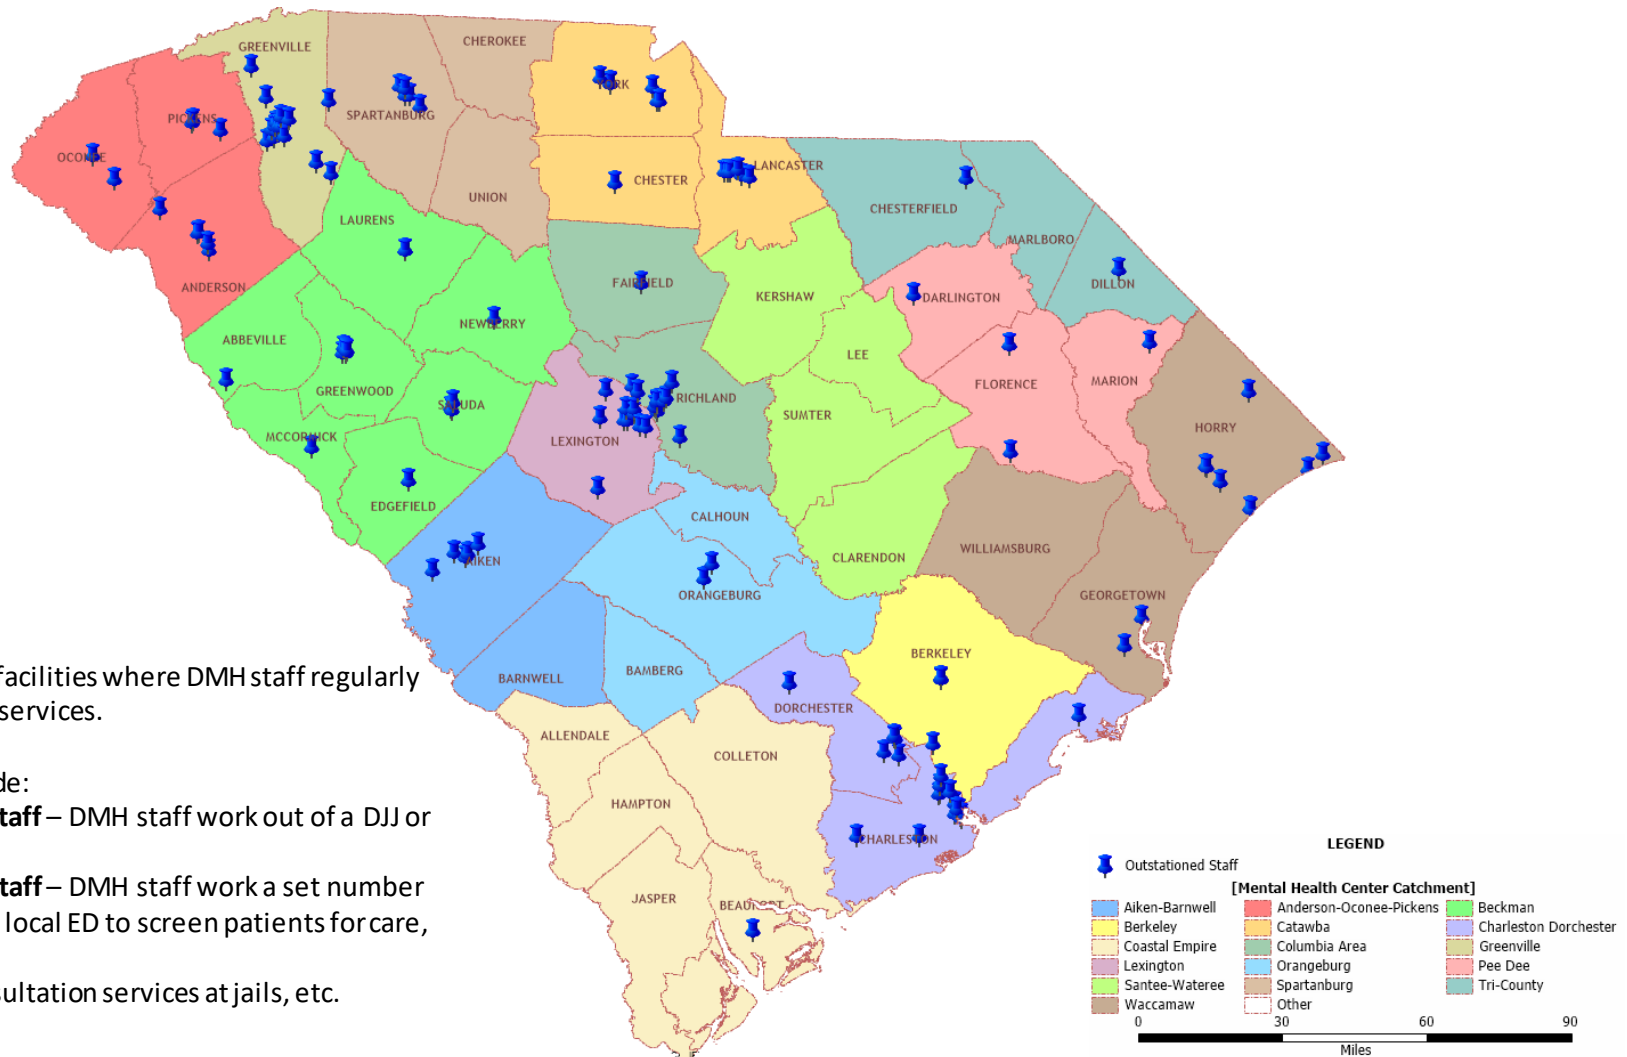 GREENVILLE
CHEROKEE
YORK
PICKENS
SPARTANBURG
OCONEE
LANCASTER
CHESTER
UNION
CHESTERFIELD
LAURENS
MARLBORO
ANDERSON
FAIRFIELD
KERSHAW
DARLINGTON
DILLON
NEWBERRY
ABBEVILLE
LEE
GREENWOOD
FLORENCE
MARION
SALUDA
RICHLAND
SUMTER
HORRY
MCCORMICK
LEXINGTON
EDGEFIELD
CALHOUN
WILLIAMSBURG
CLARENDON
AIKEN
ORANGEBURG
GEORGETOWN
BERKELEY
BARNWELL
BAMBERG
DORCHESTER
ALLENDALE
COLLETON
HAMPTON
CHARLESTON
JASPER
BEAUFORT
facilities where DMH staff regularly
services.
de:
taff – DMH staff work out of a DJJ or
taff – DMH staff work a set number
local ED to screen patients for care,
sultation services at jails, etc.
LEGEND
Outstationed Staff
[Mental Health Center Catchment]
Aiken-Barnwell Anderson-Oconee-Pickens Beckman
Berkeley Catawba Charleston Dorchester
Coastal Empire Columbia Area Greenville
Lexington Orangeburg Pee Dee
Santee-Wateree Spartanburg Tri-County
Waccamaw Other
0 30 60 90
Miles